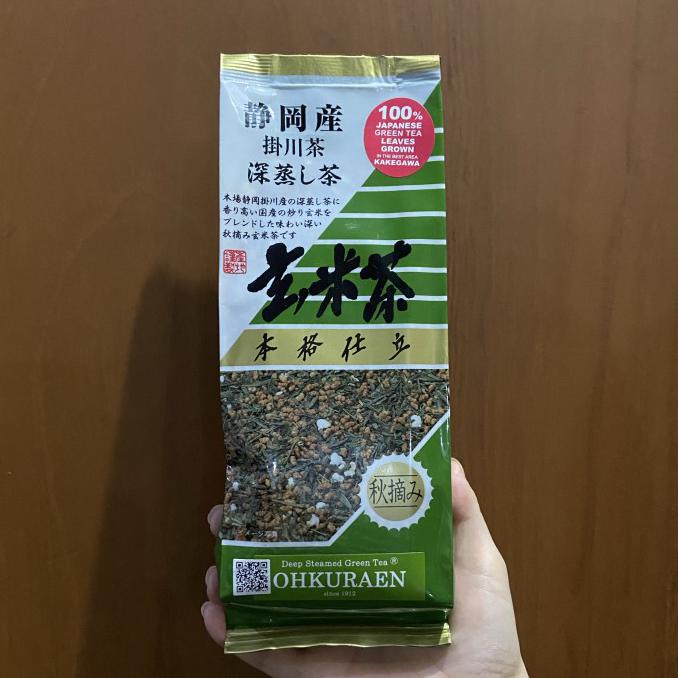 静岡産
掛川茶
深蒸し茶
100%
JAPANESE
GREEN TEA
LEAVES
GROWN
IN THE BEST AREA
KAKEGAWA
本場静岡掛川産の深蒸し茶に
香り高い国産の炒り玄米を
ブレンドした味わい深い
秋摘み玄米茶です
玄米茶
本格仕立
秋摘み
Deep Steamed Green Tea ®
OHKURAEN
since 1912